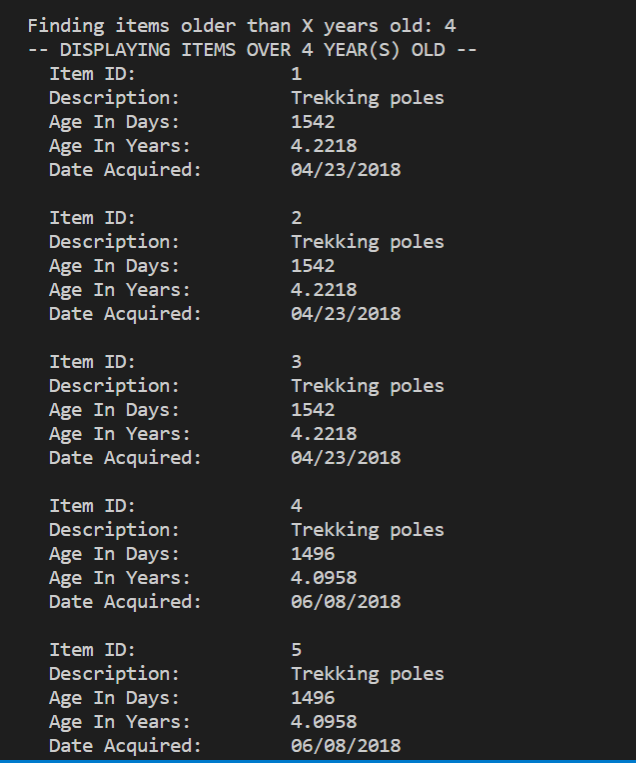 Finding items older than X years old: 4
-- DISPLAYING ITEMS OVER 4 YEAR(S) OLD --
Item ID: 1
Description: Trekking poles
Age In Days: 1542
Age In Years: 4.2218
Date Acquired: 04/23/2018
Item ID: 2
Description: Trekking poles
Age In Days: 1542
Age In Years: 4.2218
Date Acquired: 04/23/2018
Item ID: 3
Description: Trekking poles
Age In Days: 1542
Age In Years: 4.2218
Date Acquired: 04/23/2018
Item ID: 4
Description: Trekking poles
Age In Days: 1496
Age In Years: 4.0958
Date Acquired: 06/08/2018
Item ID: 5
Description: Trekking poles
Age In Days: 1496
Age In Years: 4.0958
Date Acquired: 06/08/2018